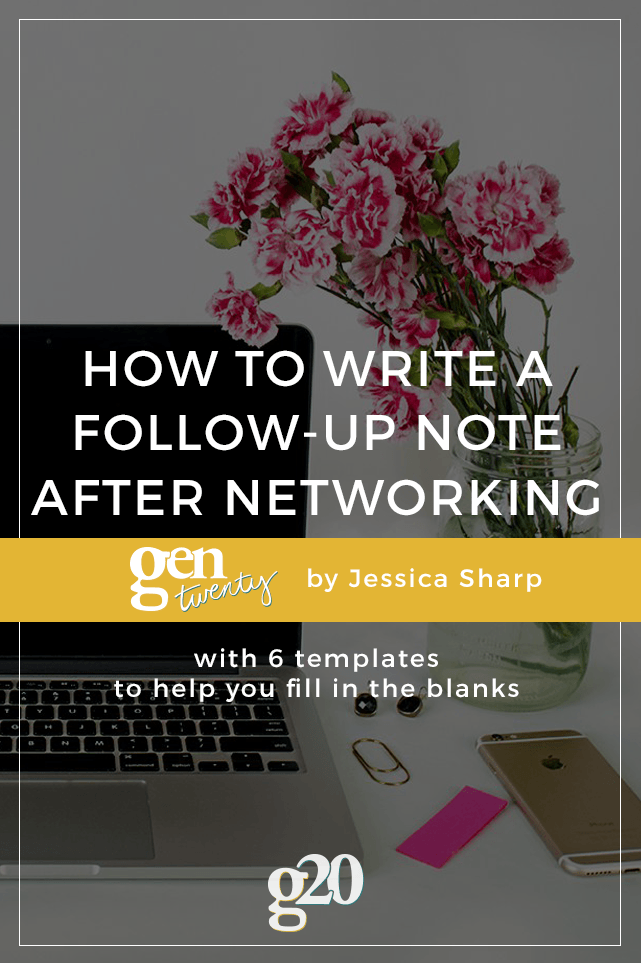 HOW TO WRITE A
FOLLOW-UP NOTE
AFTER NETWORKING
gen
twenty
by Jessica Sharp
with 6 templates
to help you fill in the blanks
g20